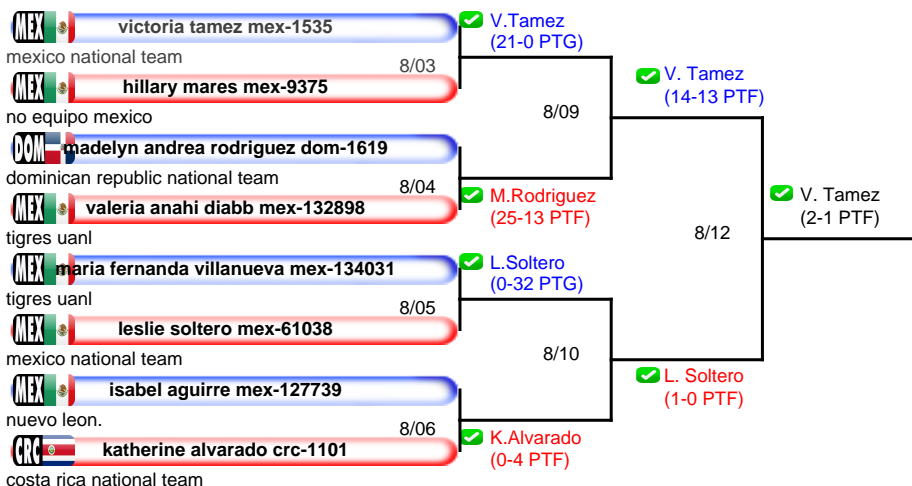 MEX victoria tamez mex-1535
mexico national team
8/03
MEX hillary mares mex-9375
no equipo mexico
V.Tamez
(21-0 PTG)
8/09
DOM madelyn andrea rodriguez dom-1619
dominican republic national team
8/04
MEX valeria anahi diabb mex-132898
tigres uanl
M.Rodriguez
(25-13 PTF)
V. Tamez
(14-13 PTF)
8/12
V. Tamez
(2-1 PTF)
MEX maria fernanda villanueva mex-134031
tigres uanl
8/05
MEX leslie soltero mex-61038
mexico national team
L.Soltero
(0-32 PTG)
8/10
MEX isabel aguirre mex-127739
nuevo leon.
8/06
CRC katherine alvarado crc-1101
costa rica national team
K.Alvarado
(0-4 PTF)
L. Soltero
(1-0 PTF)